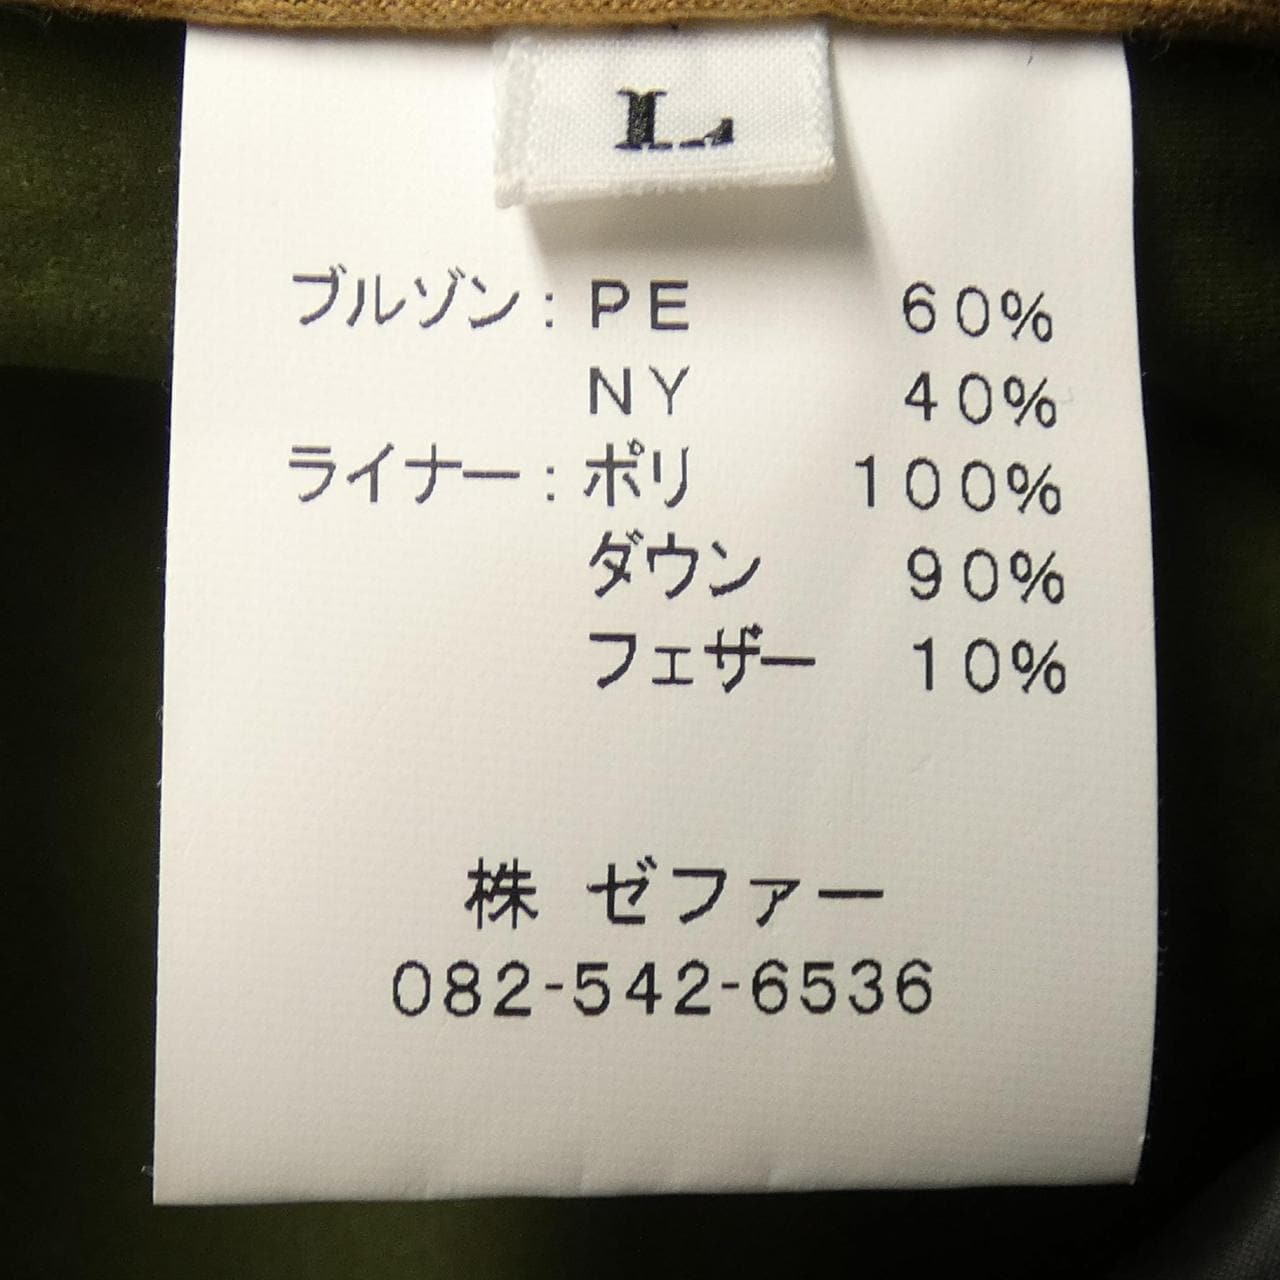 L
ブルゾン：PE 60%
NY 40%
ライナー：ポリ 100%
ダウン 90%
フェザー 10%
株 ゼファー
082-542-6536